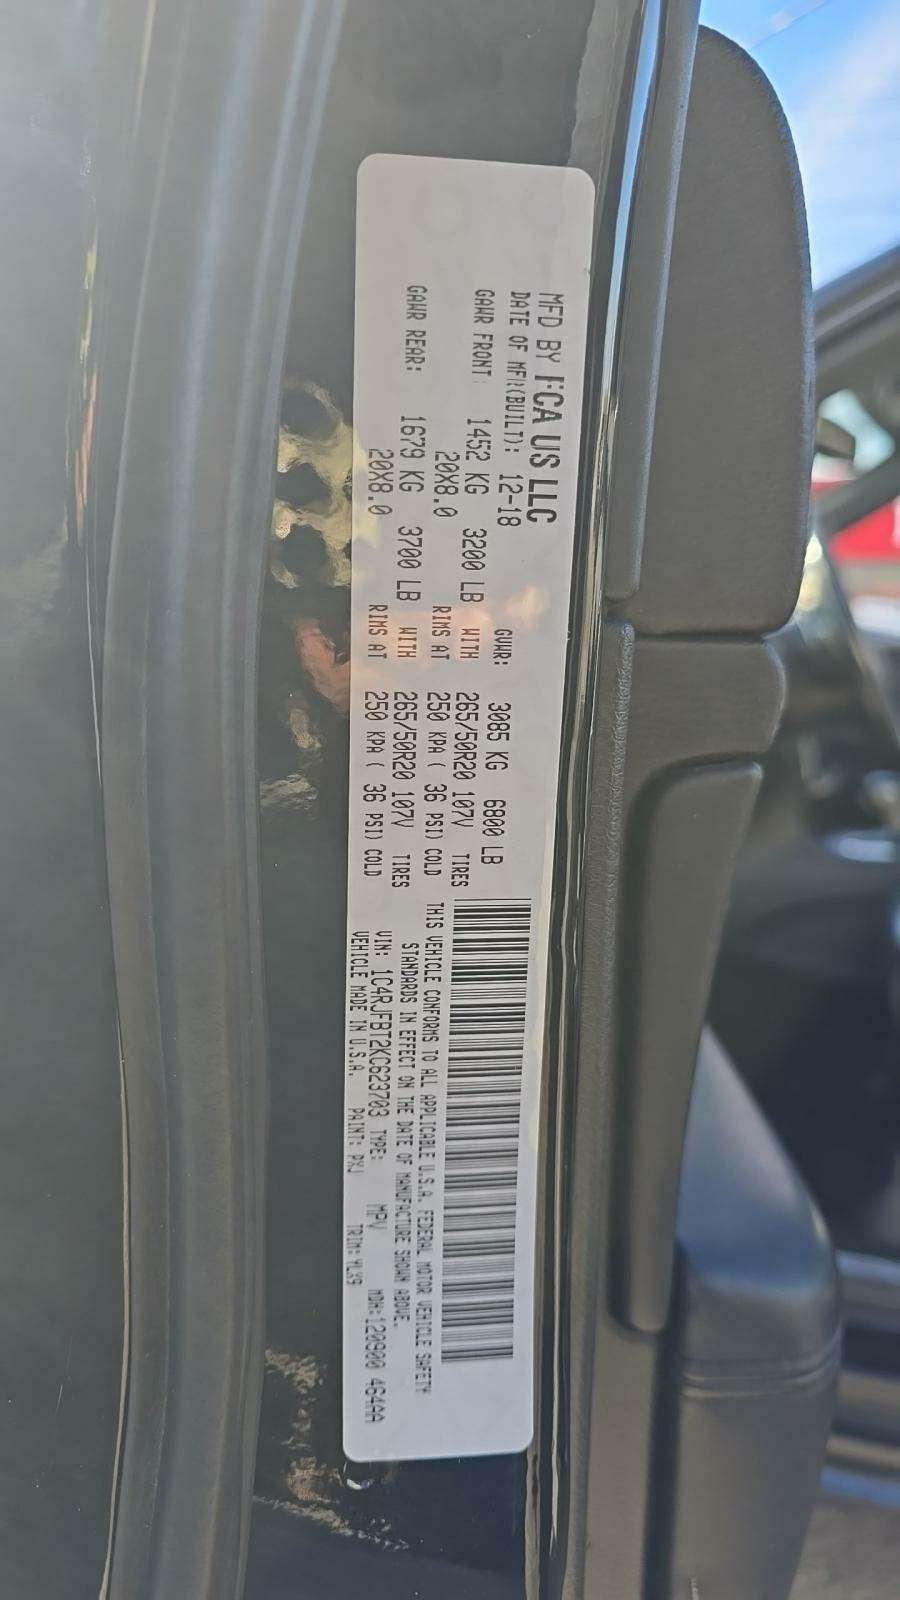 MFD BY FCA US LLC
DATE OF MFR(BUILT): 12-18 GVWR: 3085 KG 6800 LB
GAWR FRONT: 1452 KG 3200 LB WITH 265/50R20 107V TIRES
20X8.0 RIMS AT 250 KPA ( 36 PSI) COLD
GAWR REAR: 1679 KG 3700 LB WITH 265/50R20 107V TIRES
20X8.0 RIMS AT 250 KPA ( 36 PSI) COLD
THIS VEHICLE CONFORMS TO ALL APPLICABLE U.S.A. FEDERAL MOTOR VEHICLE SAFETY
STANDARDS IN EFFECT ON THE DATE OF MANUFACTURE SHOWN ABOVE.
VIN: 1C4RJFBT2KC623703 TYPE: MPV MDH:120900 464AA
VEHICLE MADE IN U.S.A. PAINT: PXJ TRIM: